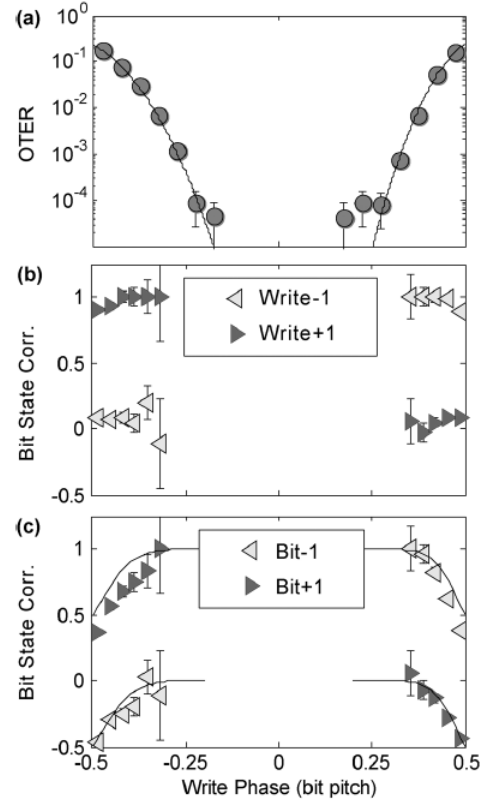 (a)
10⁰
10⁻¹
10⁻²
10⁻³
10⁻⁴
OTER
(b)
1
0.5
0
-0.5
Bit State Corr.
Write-1
Write+1
(c)
1
0.5
0
-0.5
Bit State Corr.
Bit-1
Bit+1
-0.5 -0.25 0 0.25 0.5
Write Phase (bit pitch)